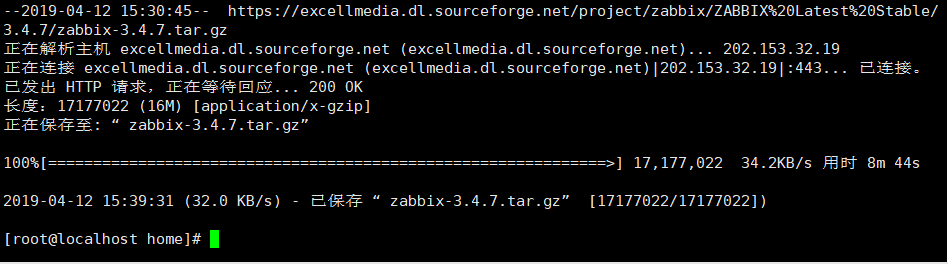 --2019-04-12 15:30:45--  https://excellmedia.dl.sourceforge.net/project/zabbix/ZABBIX%20Latest%20Stable/
3.4.7/zabbix-3.4.7.tar.gz
正在解析主机 excellmedia.dl.sourceforge.net (excellmedia.dl.sourceforge.net)... 202.153.32.19
正在连接 excellmedia.dl.sourceforge.net (excellmedia.dl.sourceforge.net)|202.153.32.19|:443... 已连接。
已发出 HTTP 请求，正在等待回应... 200 OK
长度：17177022 (16M) [application/x-gzip]
正在保存至: “ zabbix-3.4.7.tar.gz”
100%[==============================================================>] 17,177,022  34.2KB/s 用时 8m 44s
2019-04-12 15:39:31 (32.0 KB/s) - 已保存 “ zabbix-3.4.7.tar.gz”  [17177022/17177022])
[root@localhost home]#